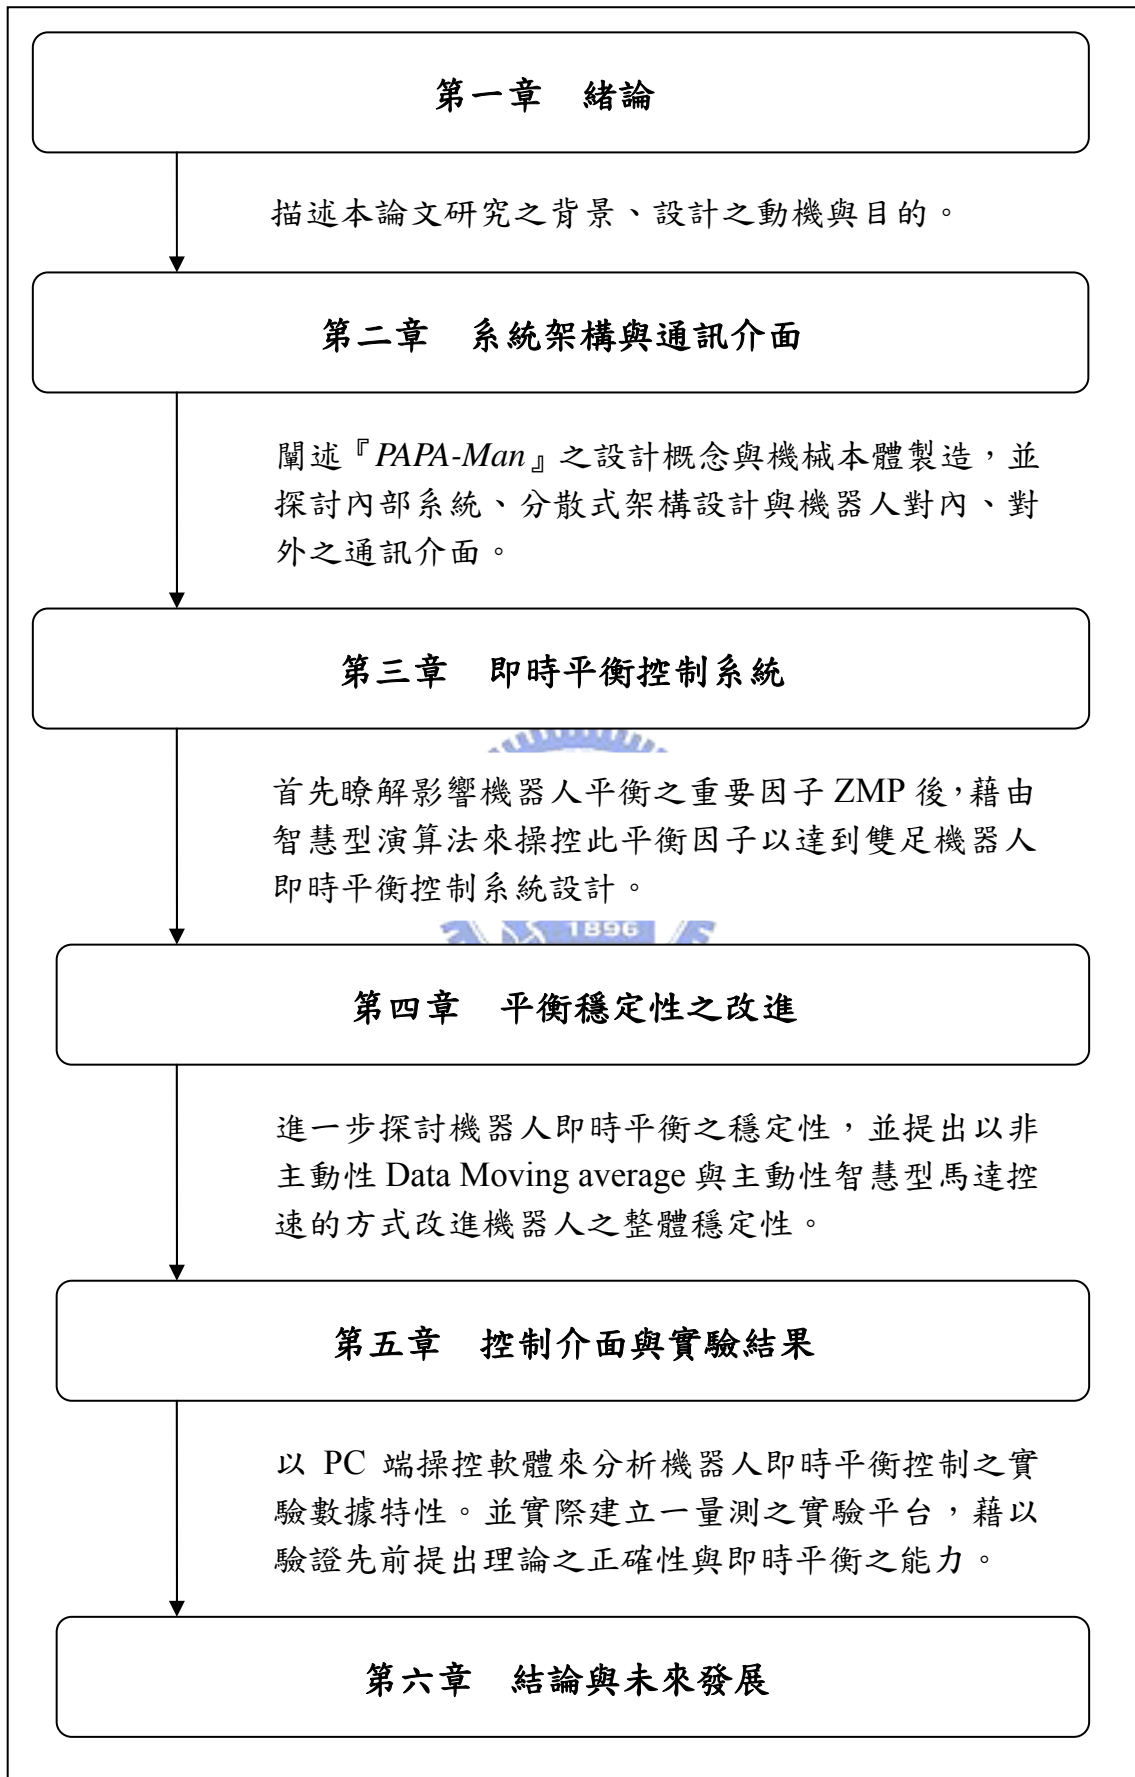 第一章　緒論
描述本論文研究之背景、設計之動機與目的。
第二章　系統架構與通訊介面
闡述『PAPA-Man』之設計概念與機械本體製造，並
探討內部系統、分散式架構設計與機器人對內、對
外之通訊介面。
第三章　即時平衡控制系統
首先瞭解影響機器人平衡之重要因子 ZMP 後，藉由
智慧型演算法來操控此平衡因子以達到雙足機器人
即時平衡控制系統設計。
1896
第四章　平衡穩定性之改進
進一步探討機器人即時平衡之穩定性，並提出以非
主動性 Data Moving average 與主動性智慧型馬達控
速的方式改進機器人之整體穩定性。
第五章　控制介面與實驗結果
以 PC 端操控軟體來分析機器人即時平衡控制之實
驗數據特性。並實際建立一量測之實驗平台，藉以
驗證先前提出理論之正確性與即時平衡之能力。
第六章　結論與未來發展